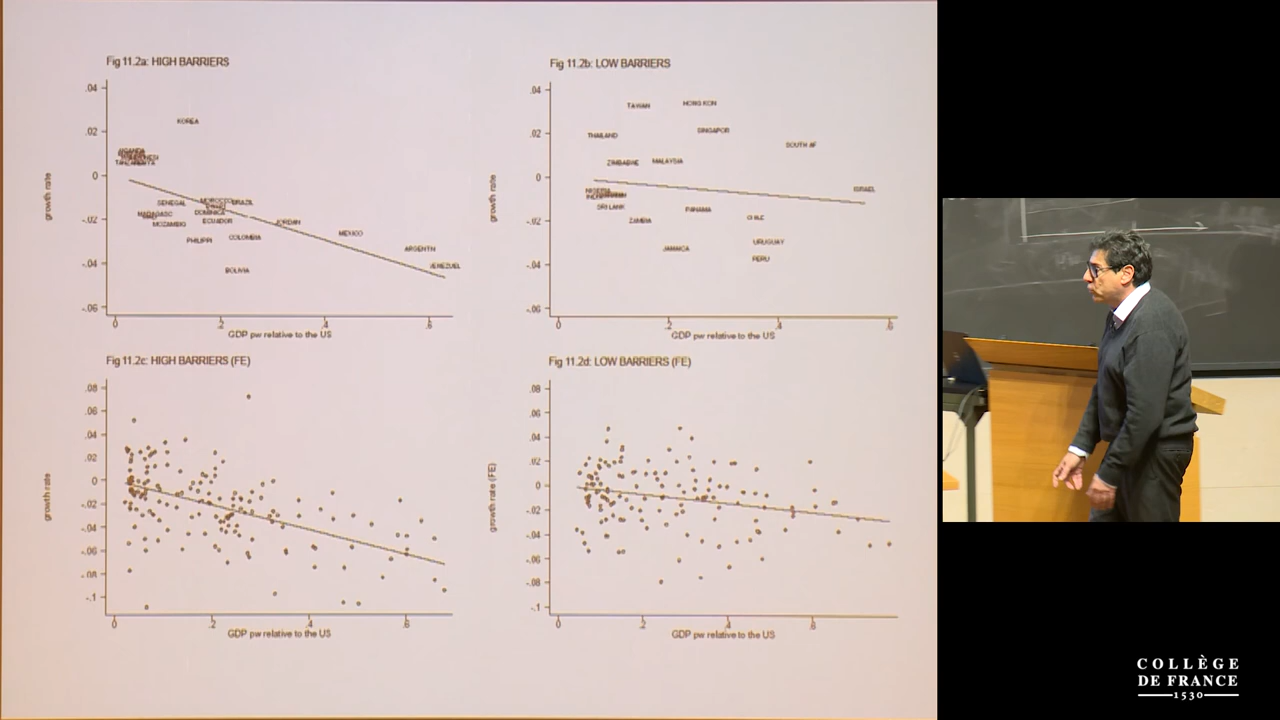 Fig 11.2a: HIGH BARRIERS
.04
.02
0
-.02
-.04
-.06
growth rate
KOREA
UGANDA
SENEGAL
MOROCCO
BRAZIL
MADAGASC
DOMINICA
MOZAMBIQ
ECUADOR
JORDAN
PHILIPPI
COLOMBIA
MEXICO
ARGENTIN
VENEZUEL
BOLIVIA
0
.2
.4
.6
GDP pw relative to the US
Fig 11.2b: LOW BARRIERS
.04
.02
0
-.02
-.04
-.06
growth rate
TAIWAN
HONG KON
THAILAND
SINGAPOR
SOUTH AF
ZIMBABWE
MALAYSIA
ISRAEL
SRI LANK
PANAMA
ZAMBIA
CHILE
JAMAICA
URUGUAY
PERU
0
.2
.4
.6
GDP pw relative to the US
Fig 11.2c: HIGH BARRIERS (FE)
.08
.06
.04
.02
0
-.02
-.04
-.06
-.08
-.1
growth rate
0
.2
.4
.6
GDP pw relative to the US
Fig 11.2d: LOW BARRIERS (FE)
.08
.06
.04
.02
0
-.02
-.04
-.06
-.08
-.1
growth rate (FE)
0
.2
.4
.6
GDP pw relative to the US
COLLÈGE
DE FRANCE
1530